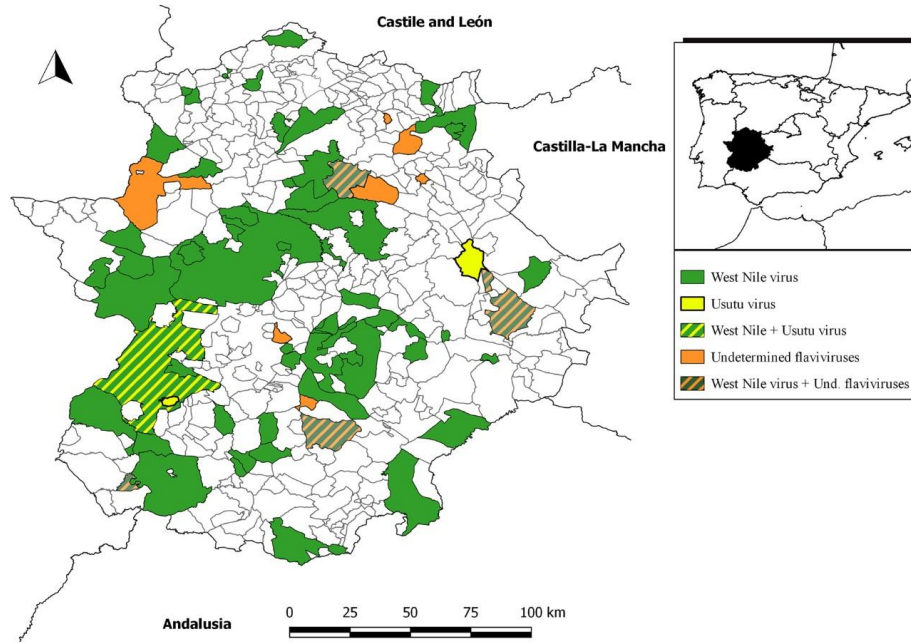 Castile and León
Castilla-La Mancha
West Nile virus
Usutu virus
West Nile + Usutu virus
Undetermined flaviviruses
West Nile virus + Und. flaviviruses
Andalusia
0 25 50 75 100 km